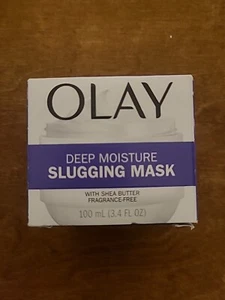 OLAY
DEEP MOISTURE
SLUGGING MASK
WITH SHEA BUTTER
FRAGRANCE-FREE
100 mL (3.4 FL OZ)